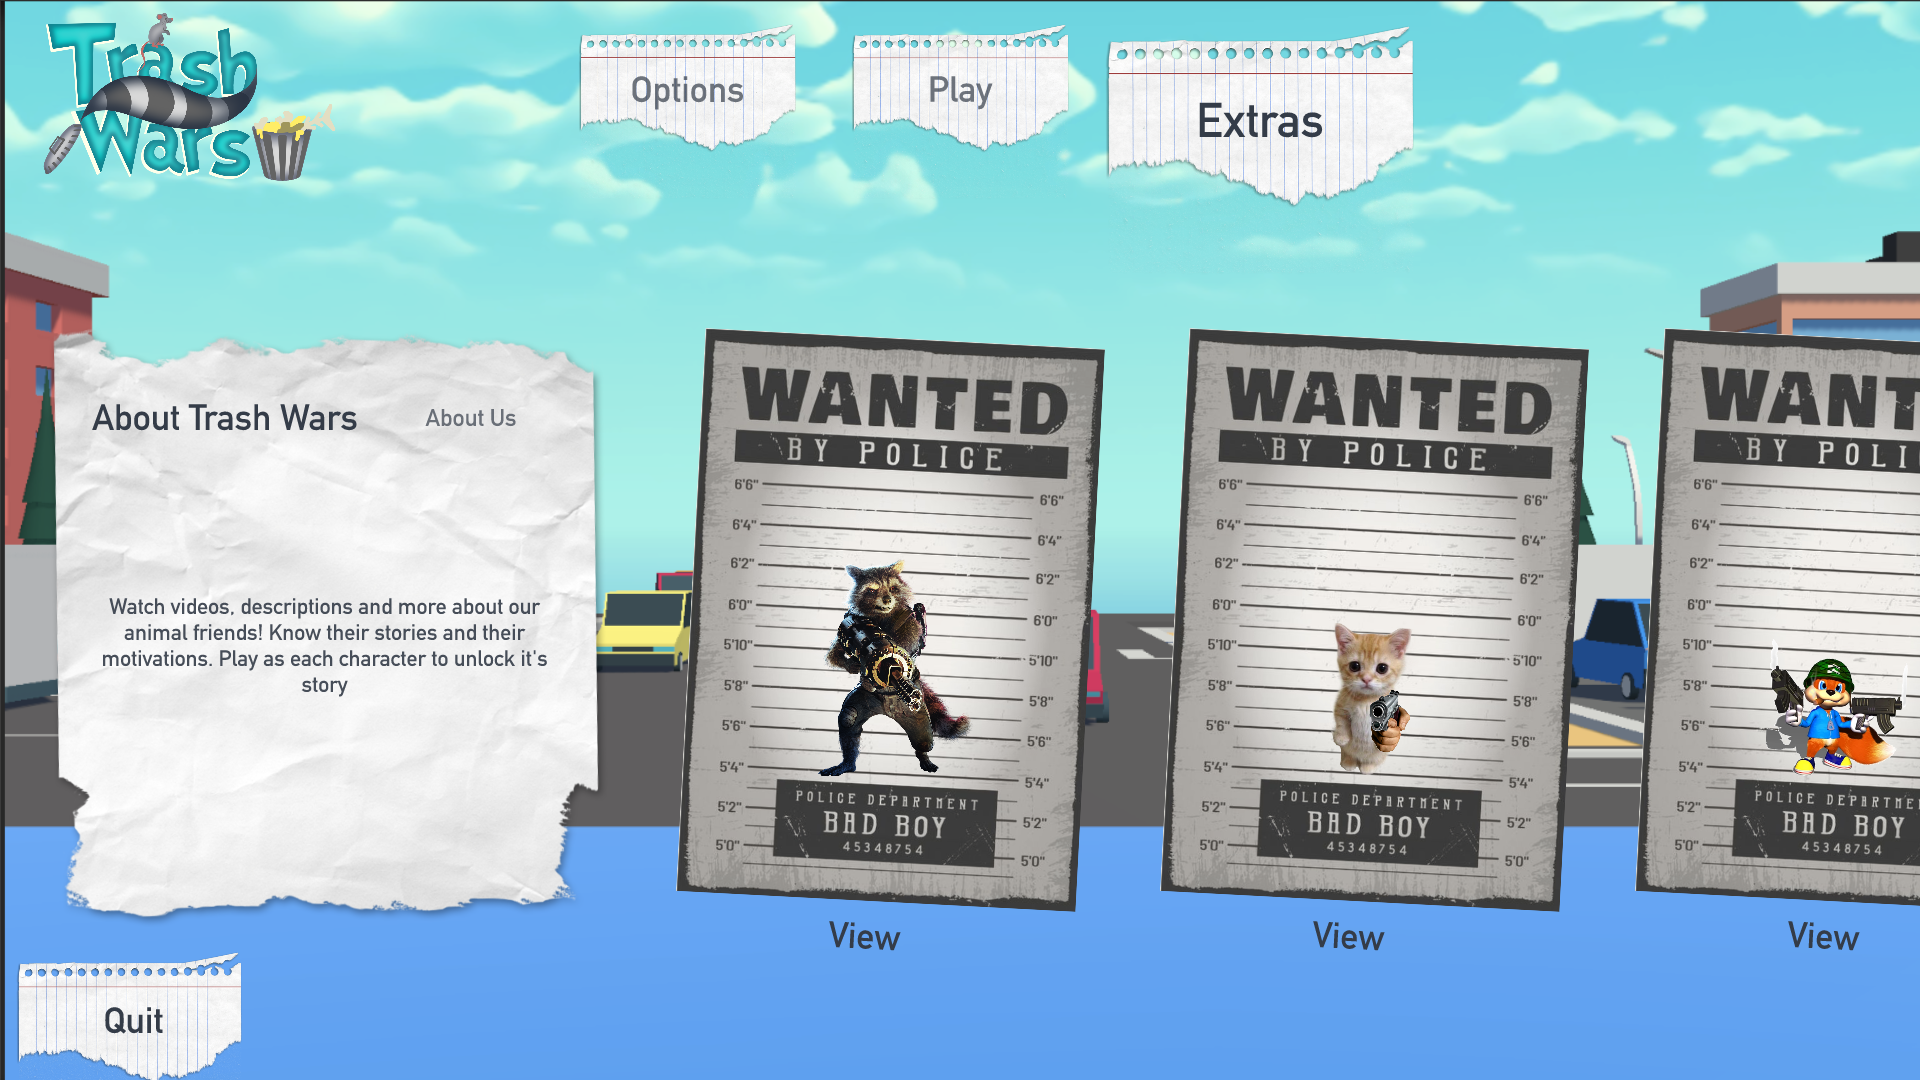 Trash
Wars
Options
Play
Extras
About Trash Wars
About Us
Watch videos, descriptions and more about our
animal friends! Know their stories and their
motivations. Play as each character to unlock it's
story
WANTED
BY POLICE
6'6" 6'6"
6'4" 6'4"
6'2" 6'2"
6'0" 6'0"
5'10" 5'10"
5'8" 5'8"
5'6" 5'6"
5'4" 5'4"
5'2" 5'2"
5'0" 5'0"
POLICE DEPARTMENT
BAD BOY
45348754
View
WANTED
BY POLICE
6'6" 6'6"
6'4" 6'4"
6'2" 6'2"
6'0" 6'0"
5'10" 5'10"
5'8" 5'8"
5'6" 5'6"
5'4" 5'4"
5'2" 5'2"
5'0" 5'0"
POLICE DEPARTMENT
BAD BOY
45348754
View
WANT
BY POLI
6'6"
6'4"
6'2"
6'0"
5'10"
5'8"
5'6"
5'4"
5'2"
5'0"
POLICE DEPARTME
BAD BOY
45348754
View
Quit